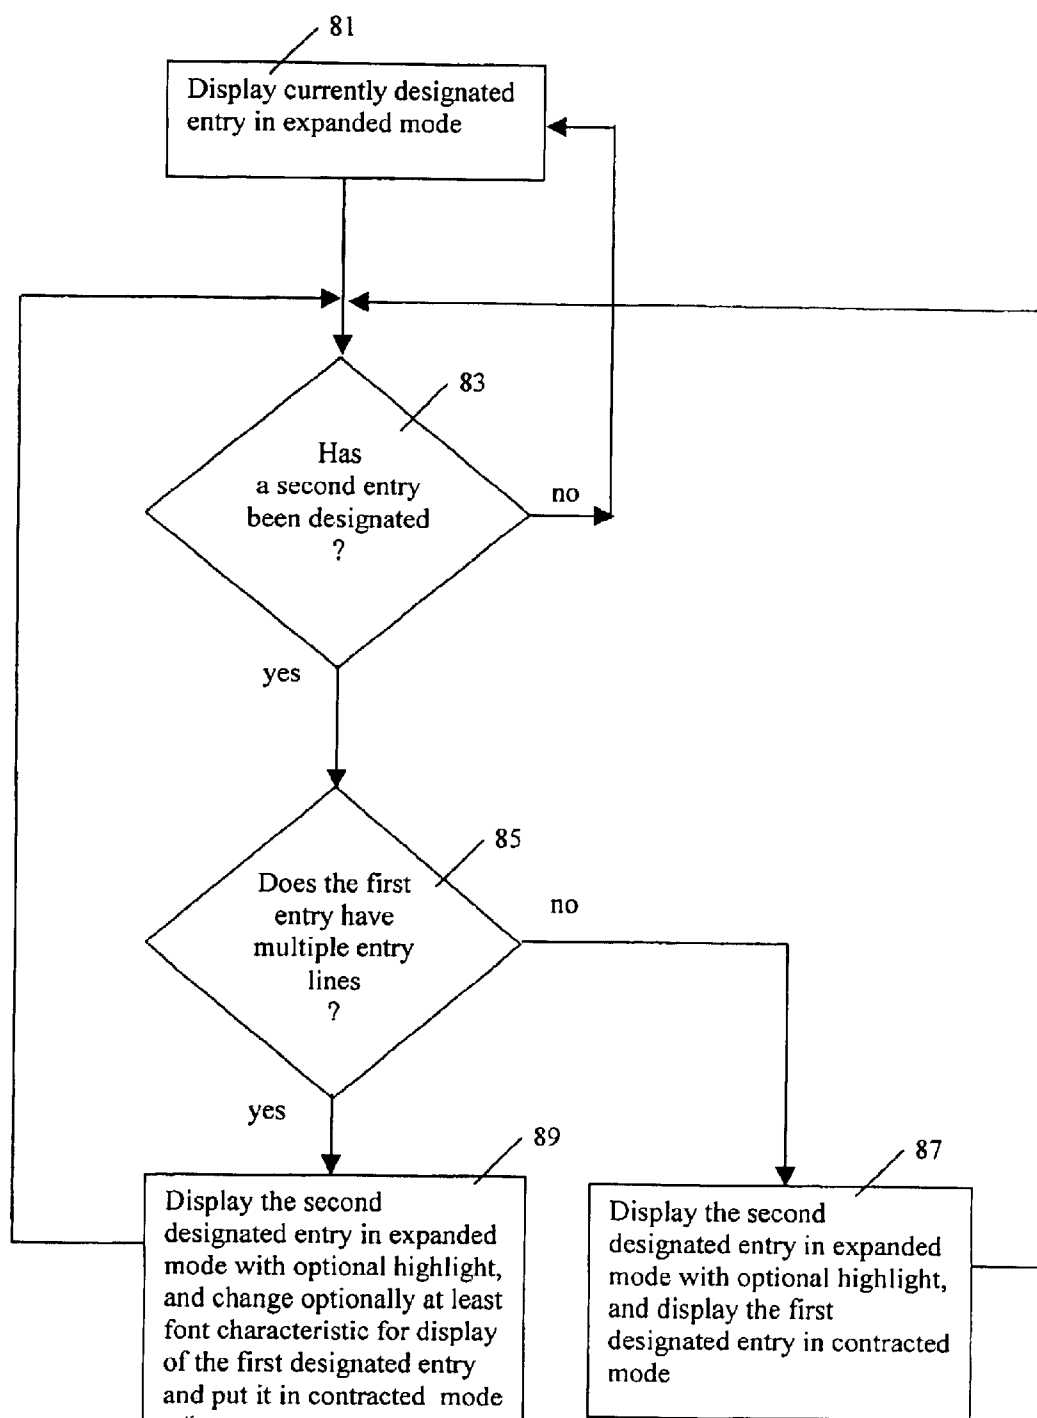 81
Display currently designated
entry in expanded mode
83
Has
a second entry
been designated
?
no
yes
85
Does the first
entry have
multiple entry
lines
?
no
yes
89
Display the second
designated entry in expanded
mode with optional highlight,
and change optionally at least
font characteristic for display
of the first designated entry
and put it in contracted mode
87
Display the second
designated entry in expanded
mode with optional highlight,
and display the first
designated entry in contracted
mode